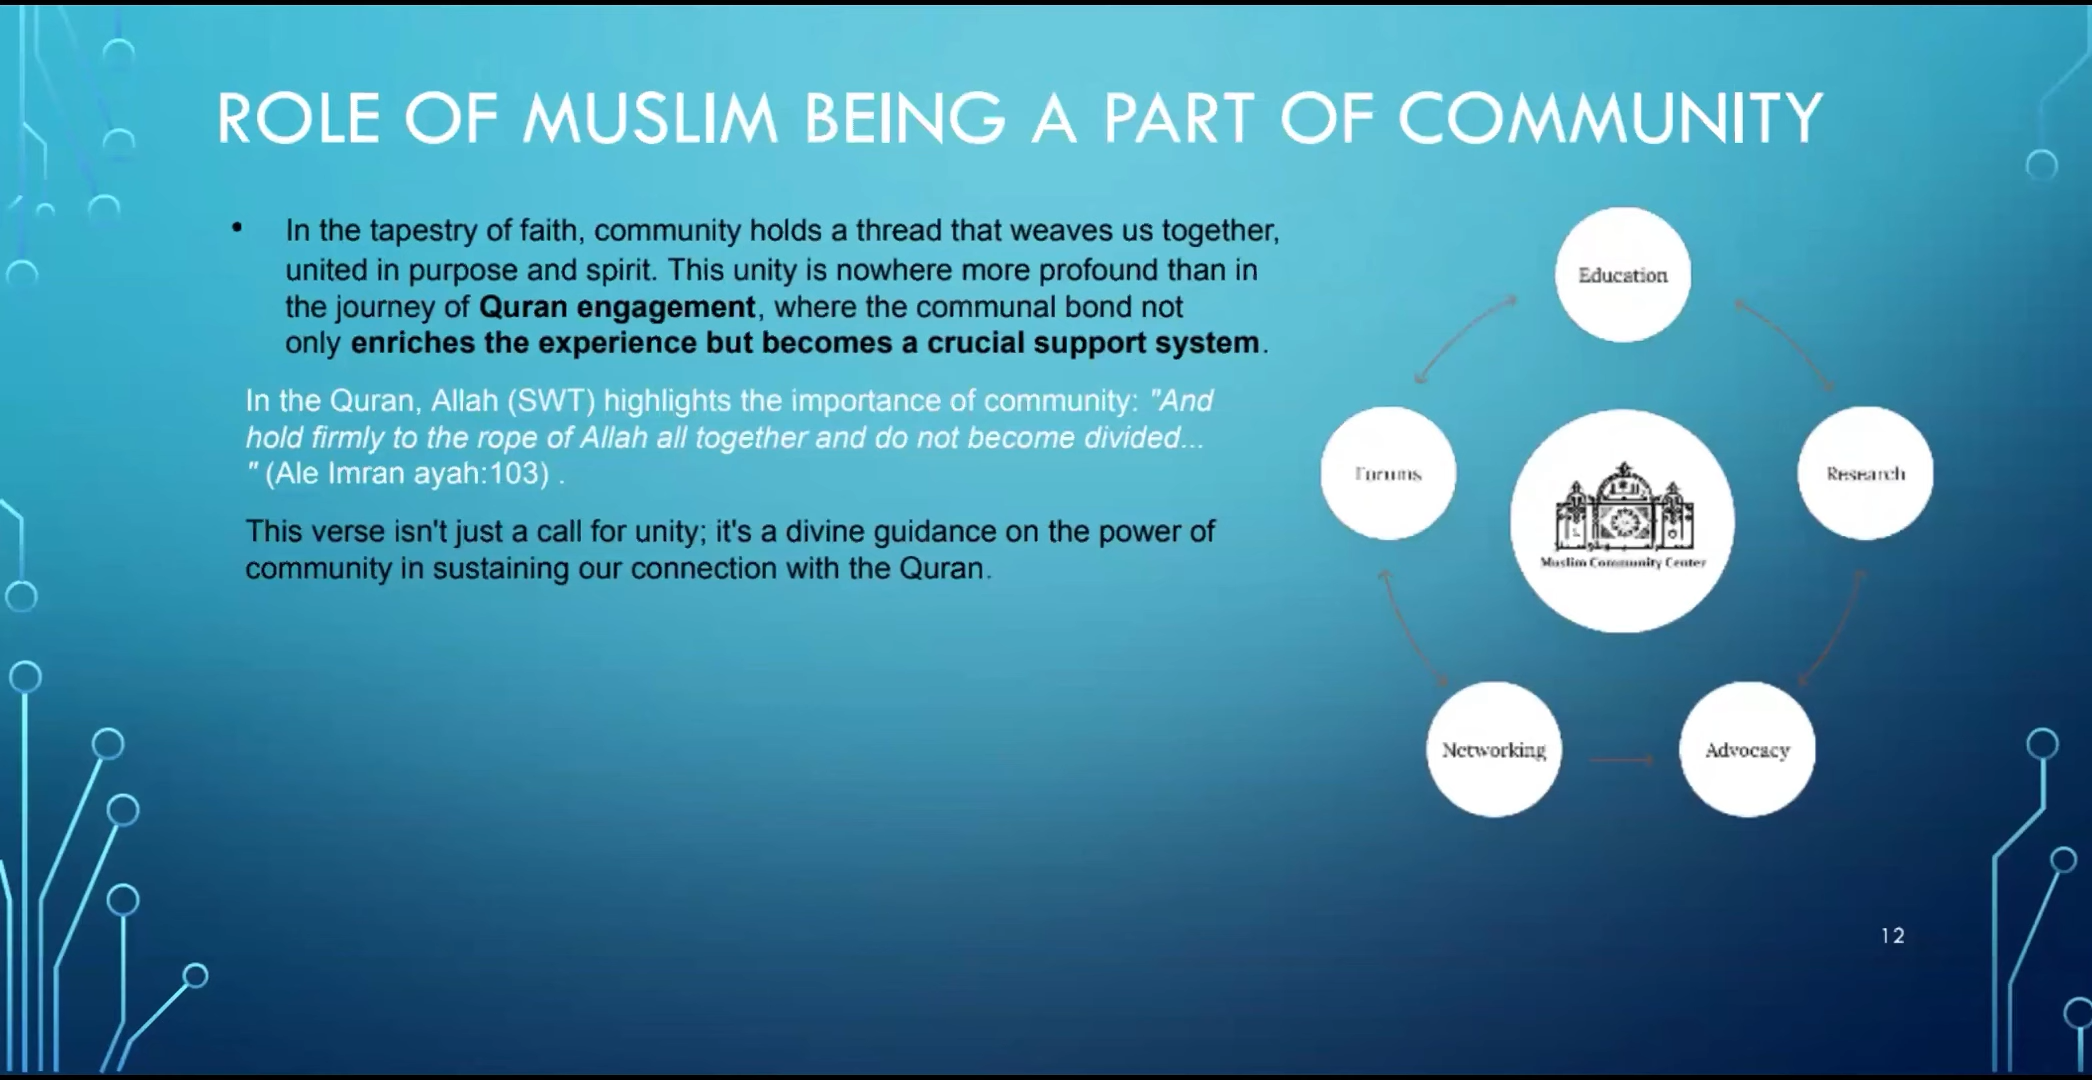 ROLE OF MUSLIM BEING A PART OF COMMUNITY
• In the tapestry of faith, community holds a thread that weaves us together,
united in purpose and spirit. This unity is nowhere more profound than in
the journey of Quran engagement, where the communal bond not
only enriches the experience but becomes a crucial support system.
In the Quran, Allah (SWT) highlights the importance of community: "And
hold firmly to the rope of Allah all together and do not become divided...
" (Ale Imran ayah:103) .
This verse isn't just a call for unity; it's a divine guidance on the power of
community in sustaining our connection with the Quran.
Education
Forums
Research
Muslim Community Center
Networking
Advocacy
12